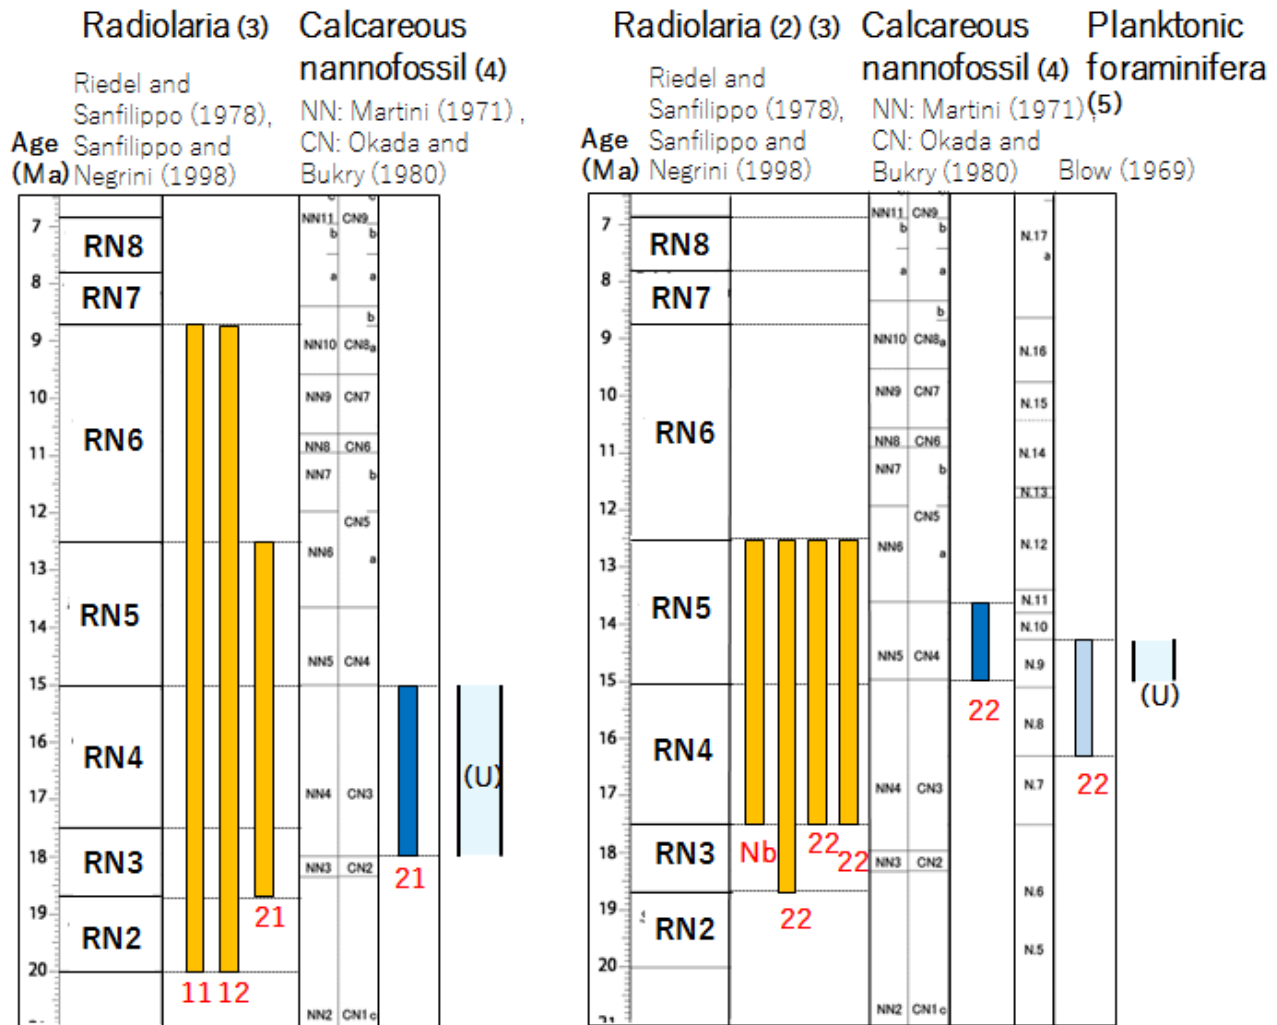 Radiolaria (3)
Calcareous
nannofossil (4)
Riedel and
Sanfilippo (1978),
Sanfilippo and
Negrini (1998)
NN: Martini (1971) ,
CN: Okada and
Bukry (1980)
Age
(Ma)
7
8
9
10
11
12
13
14
15
16
17
18
19
20
RN8
RN7
RN6
RN5
RN4
RN3
RN2
11
12
21
NN11 CN9
b b
a a
b
NN10 CN8a
NN9 CN7
NN8 CN6
NN7 b
CN5
NN6
a
NN5 CN4
NN4 CN3
NN3 CN2
NN2 CN1c
21
(U)
Radiolaria (2) (3)
Calcareous
nannofossil (4)
Planktonic
foraminifera
(5)
Riedel and
Sanfilippo (1978),
Sanfilippo and
Negrini (1998)
NN: Martini (1971),
CN: Okada and
Bukry (1980)
Blow (1969)
Age
(Ma)
7
8
9
10
11
12
13
14
15
16
17
18
19
20
21
RN8
RN7
RN6
RN5
RN4
RN3
RN2
Nb
22
22
22
NN11 CN9
b b
a a
b
NN10 CN8a
NN9 CN7
NN8 CN6
NN7 b
CN5
NN6
a
NN5 CN4
NN4 CN3
NN3 CN2
NN2 CN1c
22
N.17
a
N.16
N.15
N.14
N.13
N.12
N.11
N.10
N.9
N.8
N.7
N.6
N.5
22
(U)